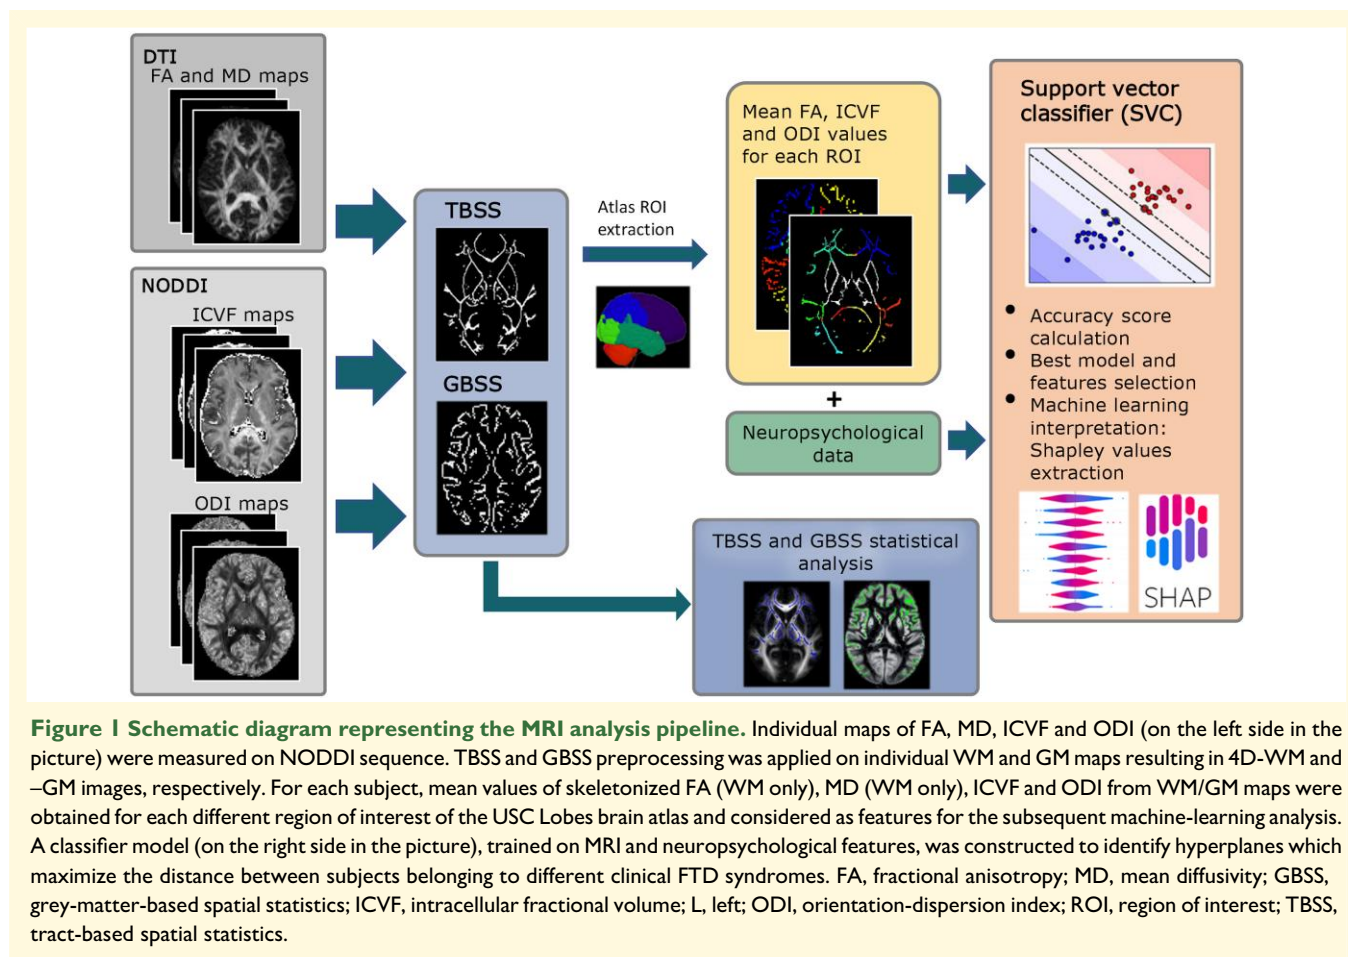 DTI
FA and MD maps
NODDI
ICVF maps
ODI maps
TBSS
GBSS
Atlas ROI
extraction
Mean FA, ICVF
and ODI values
for each ROI
+
Neuropsychological
data
TBSS and GBSS statistical
analysis
Support vector
classifier (SVC)
• Accuracy score
calculation
• Best model and
features selection
• Machine learning
interpretation:
Shapley values
extraction
SHAP
Figure 1 Schematic diagram representing the MRI analysis pipeline. Individual maps of FA, MD, ICVF and ODI (on the left side in the
picture) were measured on NODDI sequence. TBSS and GBSS preprocessing was applied on individual WM and GM maps resulting in 4D-WM and
–GM images, respectively. For each subject, mean values of skeletonized FA (WM only), MD (WM only), ICVF and ODI from WM/GM maps were
obtained for each different region of interest of the USC Lobes brain atlas and considered as features for the subsequent machine-learning analysis.
A classifier model (on the right side in the picture), trained on MRI and neuropsychological features, was constructed to identify hyperplanes which
maximize the distance between subjects belonging to different clinical FTD syndromes. FA, fractional anisotropy; MD, mean diffusivity; GBSS,
grey-matter-based spatial statistics; ICVF, intracellular fractional volume; L, left; ODI, orientation-dispersion index; ROI, region of interest; TBSS,
tract-based spatial statistics.